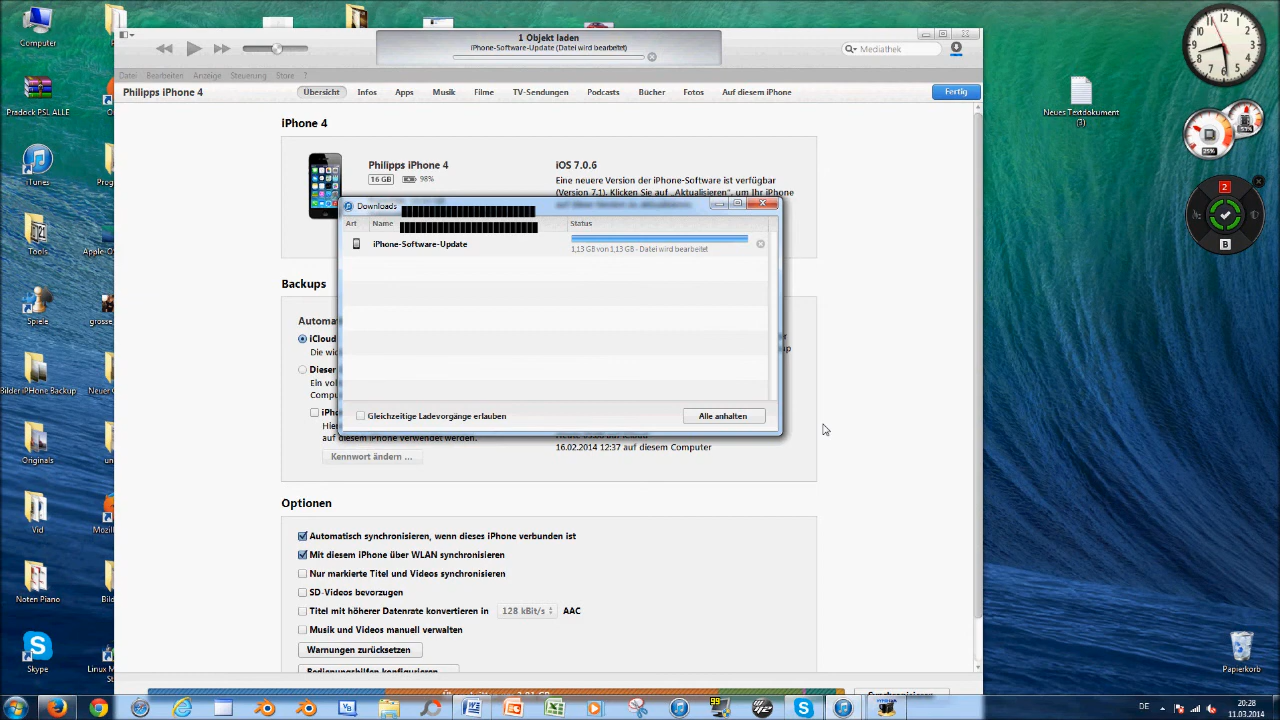 Computer
Pradock PSL ALLE
iTunes
Tools
Spiele
Bilder iPHone Backup
Originals
Vid
Noten Piano
Skype
1 Objekt laden
iPhone-Software-Update (Datei wird bearbeitet)
Mediathek
Datei Bearbeiten Anzeige Steuerung Store ?
Philipps iPhone 4
Übersicht Infos Apps Musik Filme TV-Sendungen Podcasts Bücher Fotos Auf diesem iPhone
Fertig
iPhone 4
Philipps iPhone 4
16 GB 98%
iOS 7.0.6
Eine neuere Version der iPhone-Software ist verfügbar
(Version 7.1). Klicken Sie auf „Aktualisieren“, um Ihr iPhone
Downloads
Art Name Status
iPhone-Software-Update
1,13 GB von 1,13 GB - Datei wird bearbeitet
Gleichzeitige Ladevorgänge erlauben
Alle anhalten
Backups
iCloud
auf diesem iPhone verwendet werden.
Kennwort ändern ...
16.02.2014 12:37 auf diesem Computer
Optionen
Automatisch synchronisieren, wenn dieses iPhone verbunden ist
Mit diesem iPhone über WLAN synchronisieren
Nur markierte Titel und Videos synchronisieren
SD-Videos bevorzugen
Titel mit höherer Datenrate konvertieren in 128 kBit/s AAC
Musik und Videos manuell verwalten
Warnungen zurücksetzen
Bedienungshilfen konfigurieren
Neues Textdokument
(3)
25%
53%
2
B
Papierkorb
DE
20:28
11.03.2014